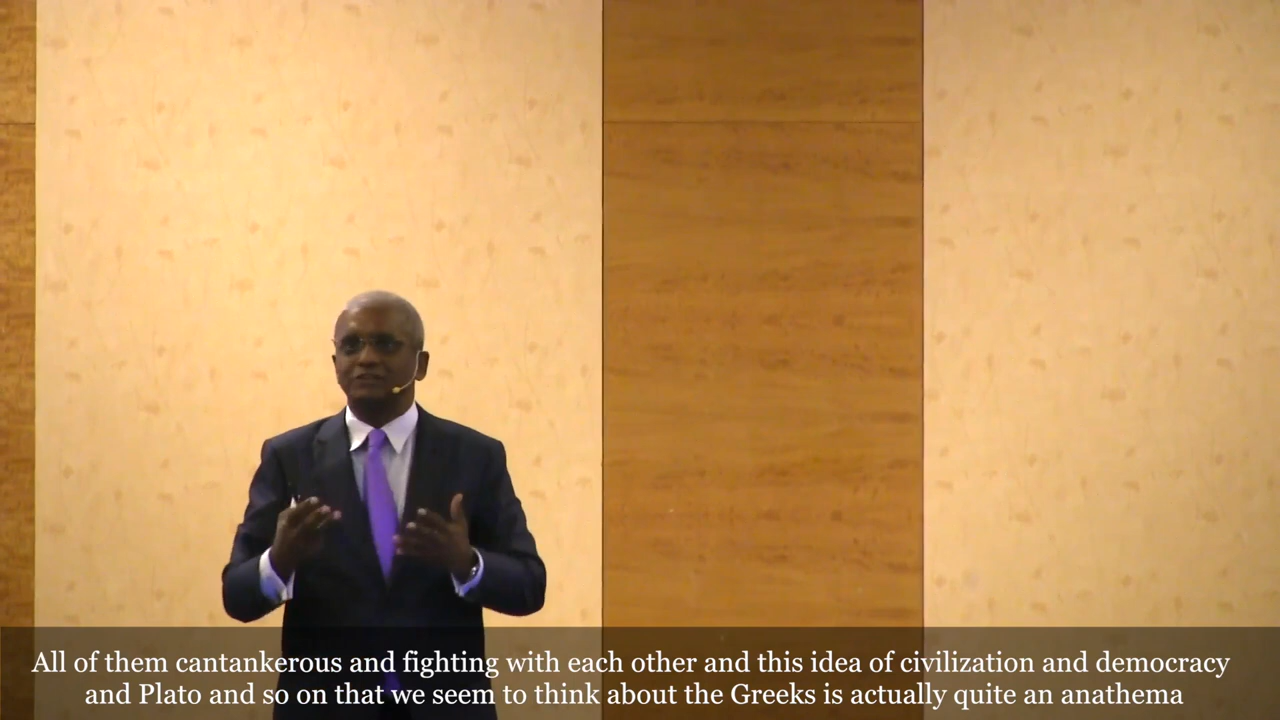 All of them cantankerous and fighting with each other and this idea of civilization and democracy
and Plato and so on that we seem to think about the Greeks is actually quite an anathema